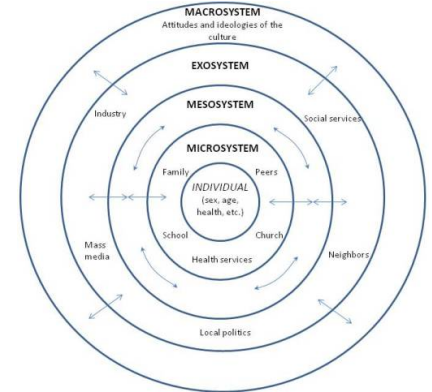 MACROSYSTEM
Attitudes and ideologies of the
culture
EXOSYSTEM
Industry
Social services
MESOSYSTEM
MICROSYSTEM
Family
Peers
INDIVIDUAL
(sex, age,
health, etc.)
School
Church
Health services
Mass
media
Neighbors
Local politics